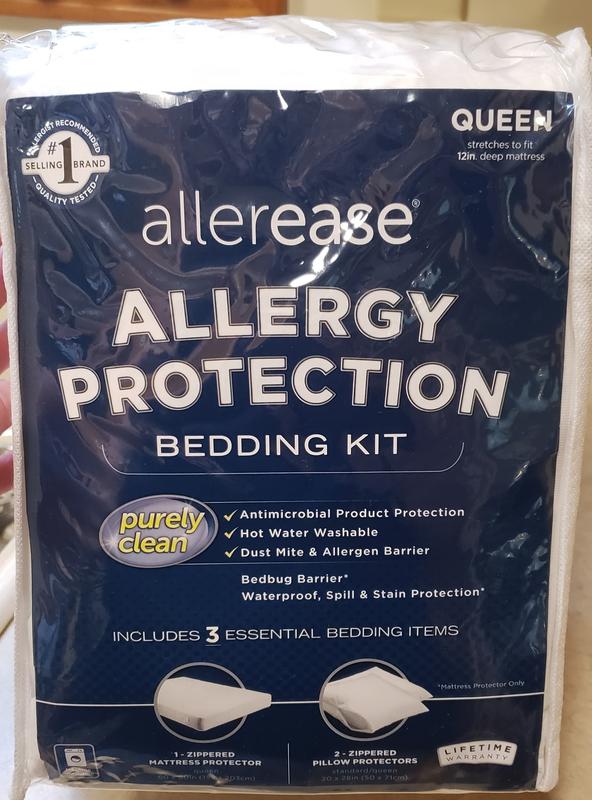 ALLERGIST RECOMMENDED
#1
SELLING BRAND
QUALITY TESTED
QUEEN
stretches to fit
12in. deep mattress
allerease®
ALLERGY
PROTECTION
BEDDING KIT
purely
clean
✓ Antimicrobial Product Protection
✓ Hot Water Washable
✓ Dust Mite & Allergen Barrier
Bedbug Barrier*
Waterproof, Spill & Stain Protection*
INCLUDES 3 ESSENTIAL BEDDING ITEMS
*Mattress Protector Only
1 - ZIPPERED
MATTRESS PROTECTOR
queen
2 - ZIPPERED
PILLOW PROTECTORS
standard/queen
20 x 28in (50 x 71cm)
LIFETIME
WARRANTY